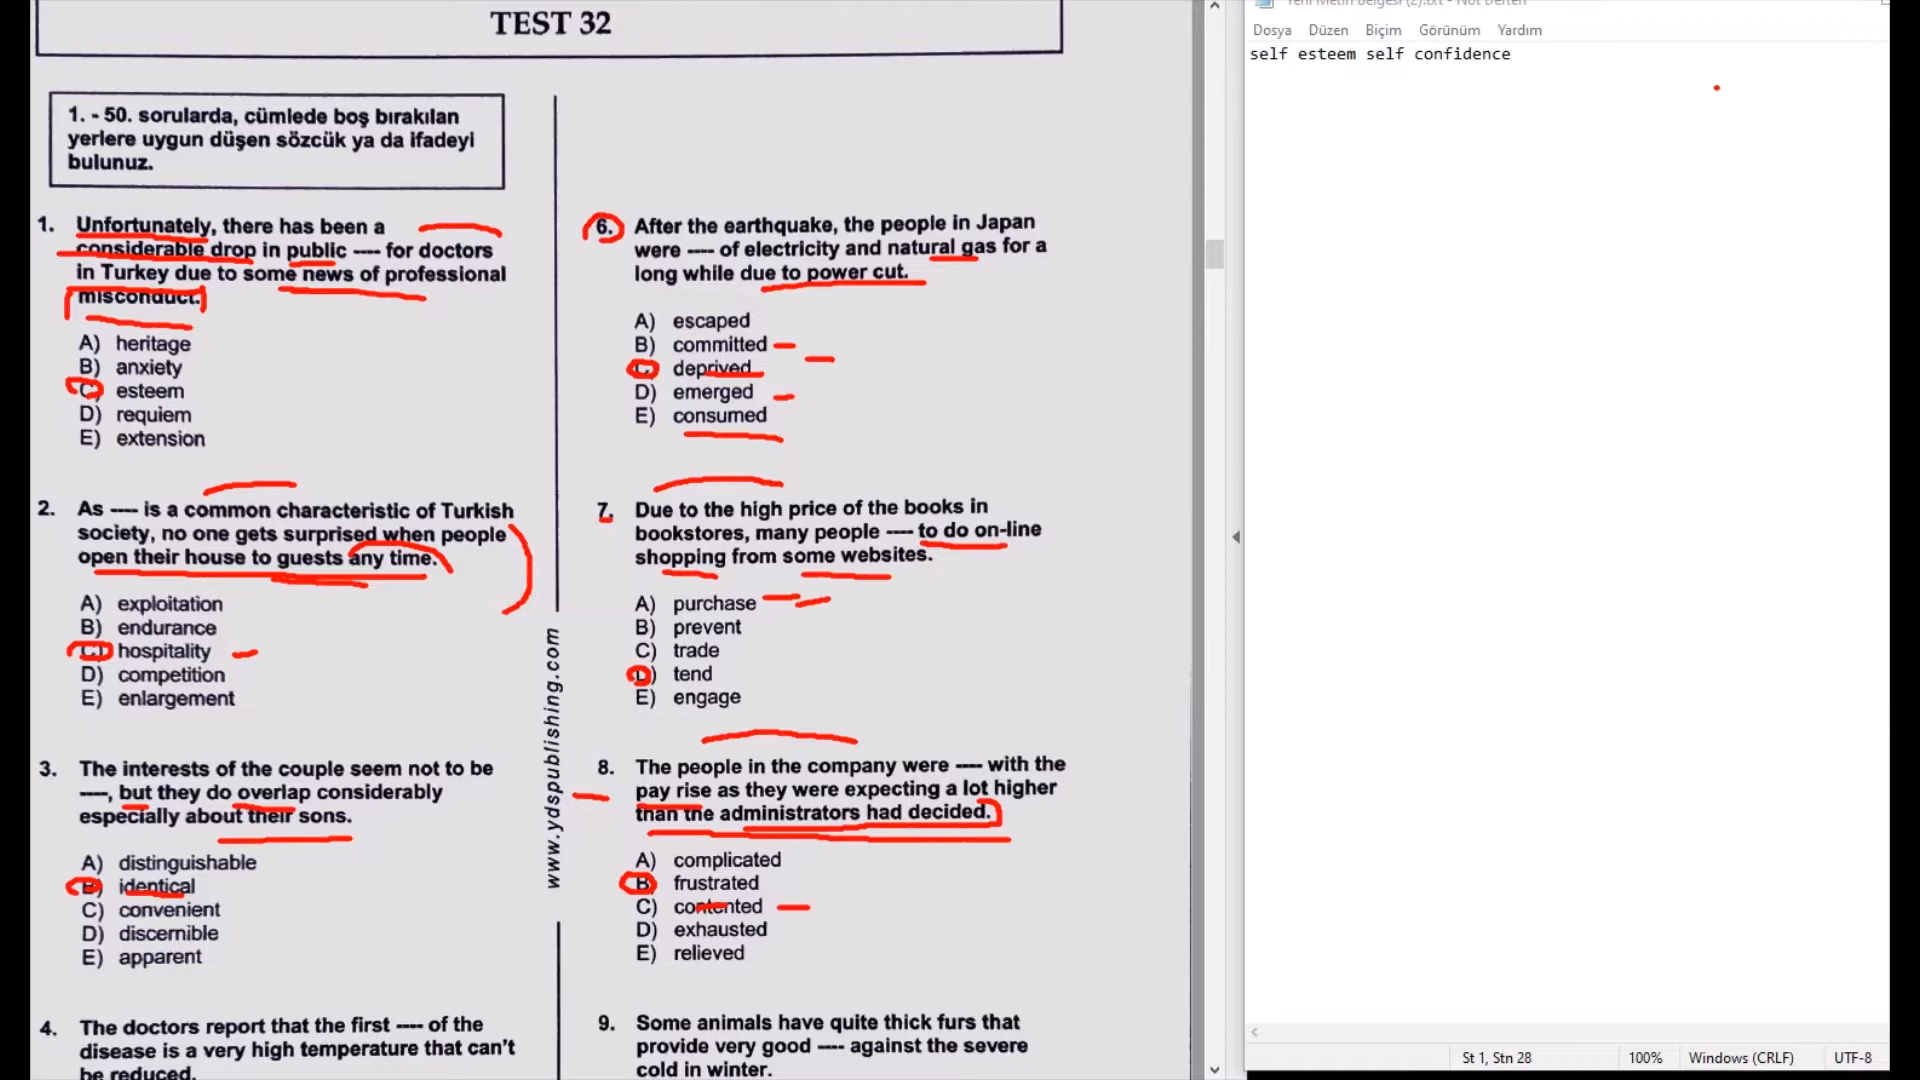 TEST 32
1. - 50. sorularda, cümlede boş bırakılan
yerlere uygun düşen sözcük ya da ifadeyi
bulunuz.
1. Unfortunately, there has been a
considerable drop in public ---- for doctors
in Turkey due to some news of professional
misconduct.
A) heritage
B) anxiety
C) esteem
D) requiem
E) extension
2. As ---- is a common characteristic of Turkish
society, no one gets surprised when people
open their house to guests any time.
A) exploitation
B) endurance
C) hospitality
D) competition
E) enlargement
3. The interests of the couple seem not to be
----, but they do overlap considerably
especially about their sons.
A) distinguishable
B) identical
C) convenient
D) discernible
E) apparent
4. The doctors report that the first ---- of the
disease is a very high temperature that can't
be reduced.
www.ydspublishing.com
6. After the earthquake, the people in Japan
were ---- of electricity and natural gas for a
long while due to power cut.
A) escaped
B) committed
C) deprived
D) emerged
E) consumed
7. Due to the high price of the books in
bookstores, many people ---- to do on-line
shopping from some websites.
A) purchase
B) prevent
C) trade
D) tend
E) engage
8. The people in the company were ---- with the
pay rise as they were expecting a lot higher
than the administrators had decided.
A) complicated
B) frustrated
C) contented
D) exhausted
E) relieved
9. Some animals have quite thick furs that
provide very good ---- against the severe
cold in winter.
Yeni Metin Belgesi (2).txt - Not Defteri
Dosya Düzen Biçim Görünüm Yardım
self esteem self confidence
St 1, Stn 28 100% Windows (CRLF) UTF-8